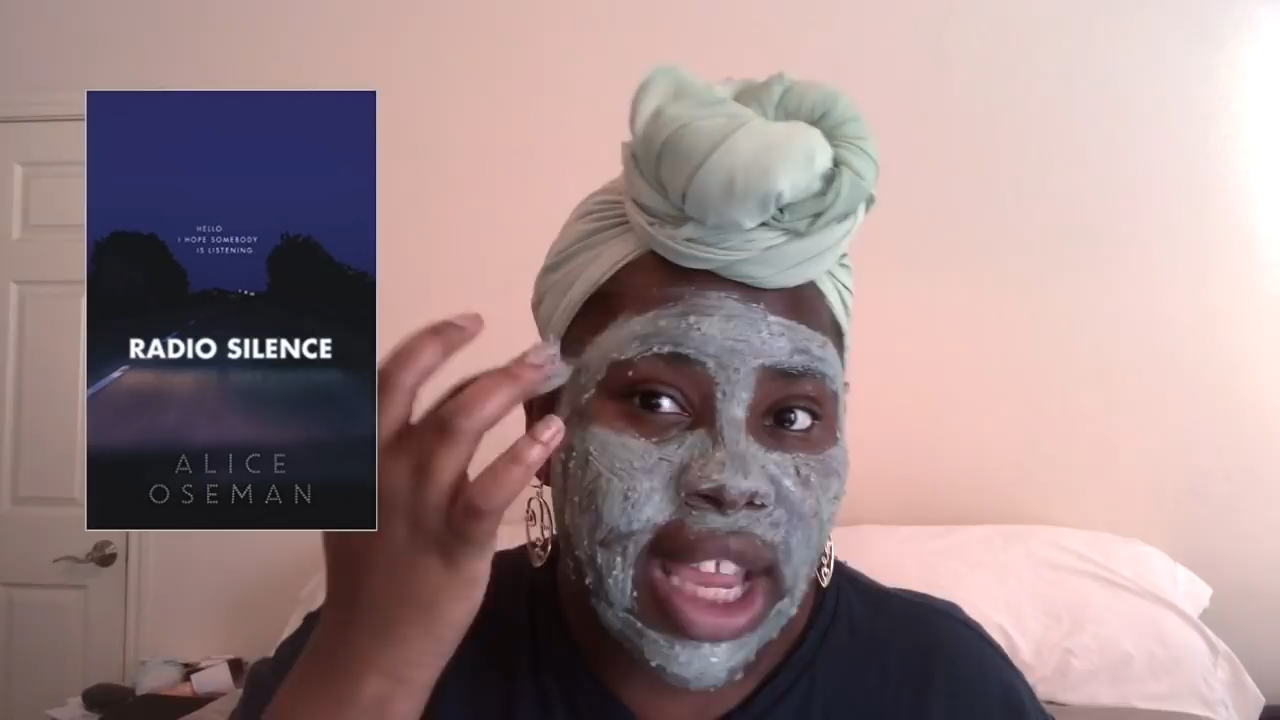 HELLO
I HOPE SOMEBODY
IS LISTENING.
RADIO SILENCE
ALICE
OSEMAN